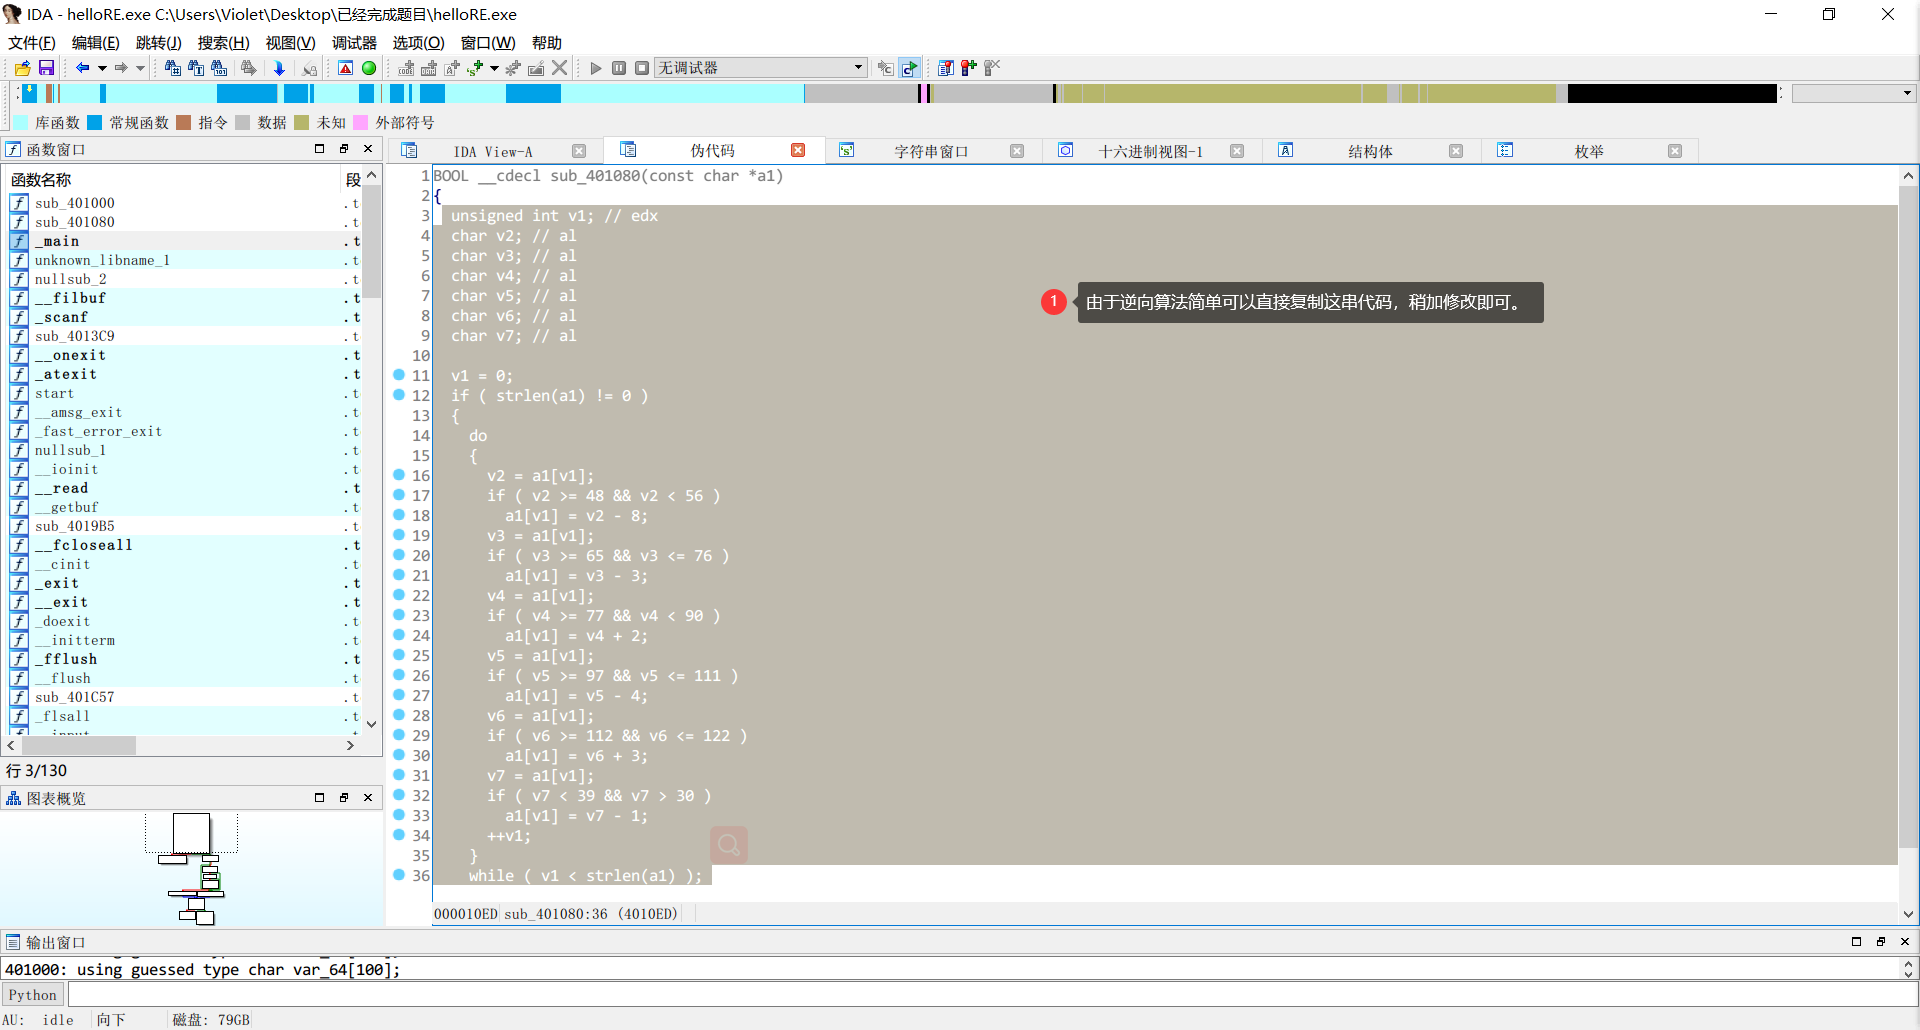 IDA - helloRE.exe C:\Users\Violet\Desktop\已经完成题目\helloRE.exe
文件(F) 编辑(E) 跳转(J) 搜索(H) 视图(V) 调试器 选项(O) 窗口(W) 帮助
无调试器
库函数 常规函数 指令 数据 未知 外部符号
函数窗口
IDA View-A 伪代码 字符串窗口 十六进制视图-1 结构体 枚举
函数名称 段
sub_401000 .t
sub_401080 .t
_main .t
unknown_libname_1 .t
nullsub_2 .t
__filbuf .t
_scanf .t
sub_4013C9 .t
__onexit .t
_atexit .t
start .t
__amsg_exit .t
_fast_error_exit .t
nullsub_1 .t
__ioinit .t
__read .t
__getbuf .t
sub_4019B5 .t
__fcloseall .t
__cinit .t
_exit .t
__exit .t
_doexit .t
__initterm .t
_fflush .t
__flush .t
sub_401C57 .t
_flsall .t
行 3/130
图表概览
1 BOOL __cdecl sub_401080(const char *a1)
2 {
3 unsigned int v1; // edx
4 char v2; // al
5 char v3; // al
6 char v4; // al
7 char v5; // al
8 char v6; // al
9 char v7; // al
10
11 v1 = 0;
12 if ( strlen(a1) != 0 )
13 {
14 do
15 {
16 v2 = a1[v1];
17 if ( v2 >= 48 && v2 < 56 )
18 a1[v1] = v2 - 8;
19 v3 = a1[v1];
20 if ( v3 >= 65 && v3 <= 76 )
21 a1[v1] = v3 - 3;
22 v4 = a1[v1];
23 if ( v4 >= 77 && v4 < 90 )
24 a1[v1] = v4 + 2;
25 v5 = a1[v1];
26 if ( v5 >= 97 && v5 <= 111 )
27 a1[v1] = v5 - 4;
28 v6 = a1[v1];
29 if ( v6 >= 112 && v6 <= 122 )
30 a1[v1] = v6 + 3;
31 v7 = a1[v1];
32 if ( v7 < 39 && v7 > 30 )
33 a1[v1] = v7 - 1;
34 ++v1;
35 }
36 while ( v1 < strlen(a1) );
1 由于逆向算法简单可以直接复制这串代码，稍加修改即可。
000010ED sub_401080:36 (4010ED)
输出窗口
401000: using guessed type char var_64[100];
Python
AU: idle 向下 磁盘: 79GB